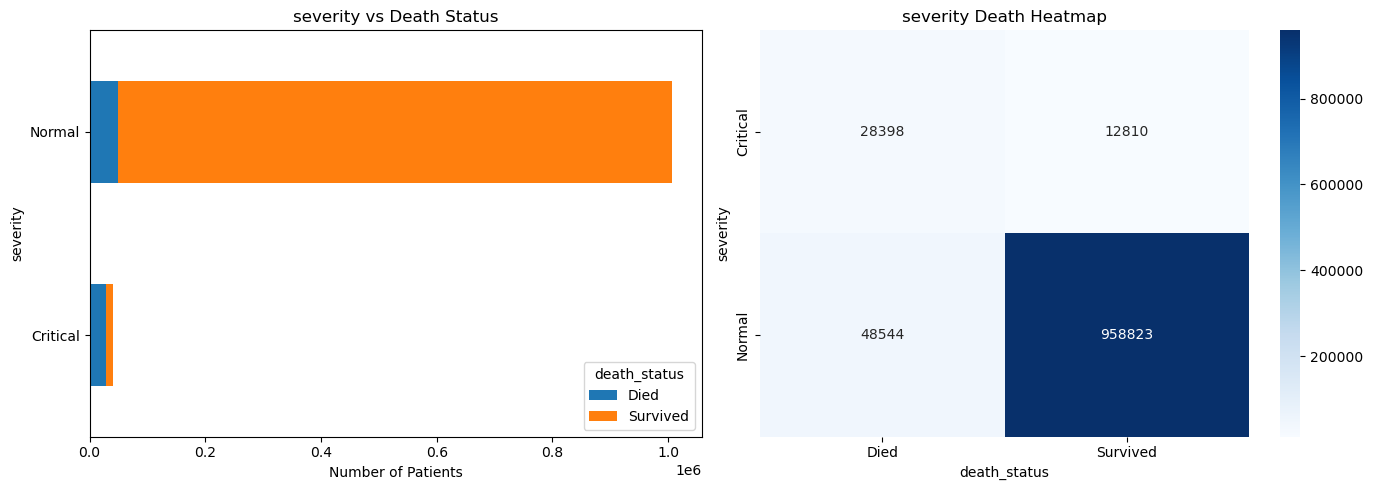 severity vs Death Status
severity
Normal
Critical
0.0 0.2 0.4 0.6 0.8 1.0
1e6
Number of Patients
death_status
Died
Survived
severity Death Heatmap
severity
Critical
Normal
28398 12810
48544 958823
Died Survived
death_status
800000
600000
400000
200000